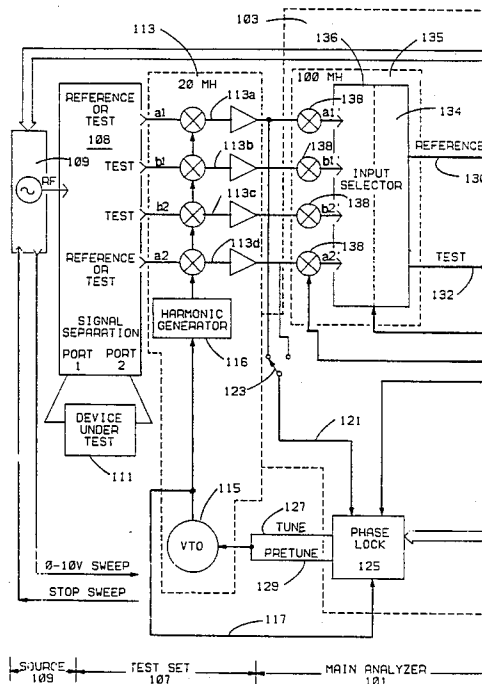 103
113
136
135
20 MH
100 MH
138
134
REFERENCE
OR
TEST
a1
113a
a1
108
REFERENCE
109
TEST
b1
113b
138
b1
130
RF
INPUT
SELECTOR
TEST
b2
113c
138
b2
138
REFERENCE
OR
TEST
a2
113d
a2
TEST
132
SIGNAL
SEPARATION
HARMONIC
GENERATOR
116
PORT
1
PORT
2
123
DEVICE
UNDER
TEST
111
121
115
127
VTO
TUNE
PRETUNE
129
PHASE
LOCK
125
0-10V SWEEP
STOP SWEEP
117
SOURCE
109
TEST SET
107
MAIN ANALYZER
101